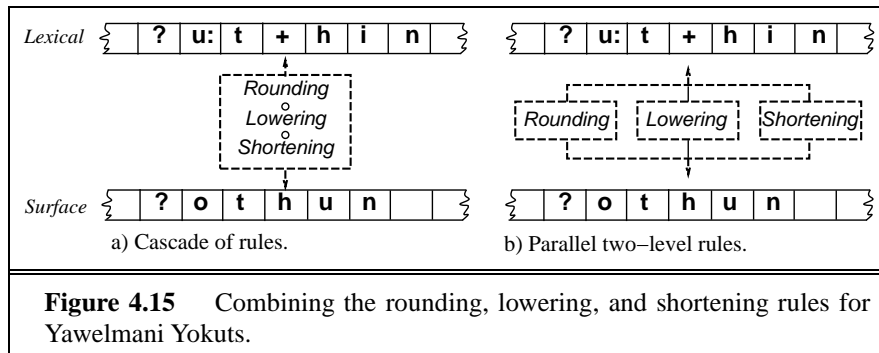 Lexical ? u: t + h i n ? u: t + h i n
Rounding
Lowering
Shortening
Rounding Lowering Shortening
Surface ? o t h u n ? o t h u n
a) Cascade of rules. b) Parallel two−level rules.
Figure 4.15 Combining the rounding, lowering, and shortening rules for
Yawelmani Yokuts.